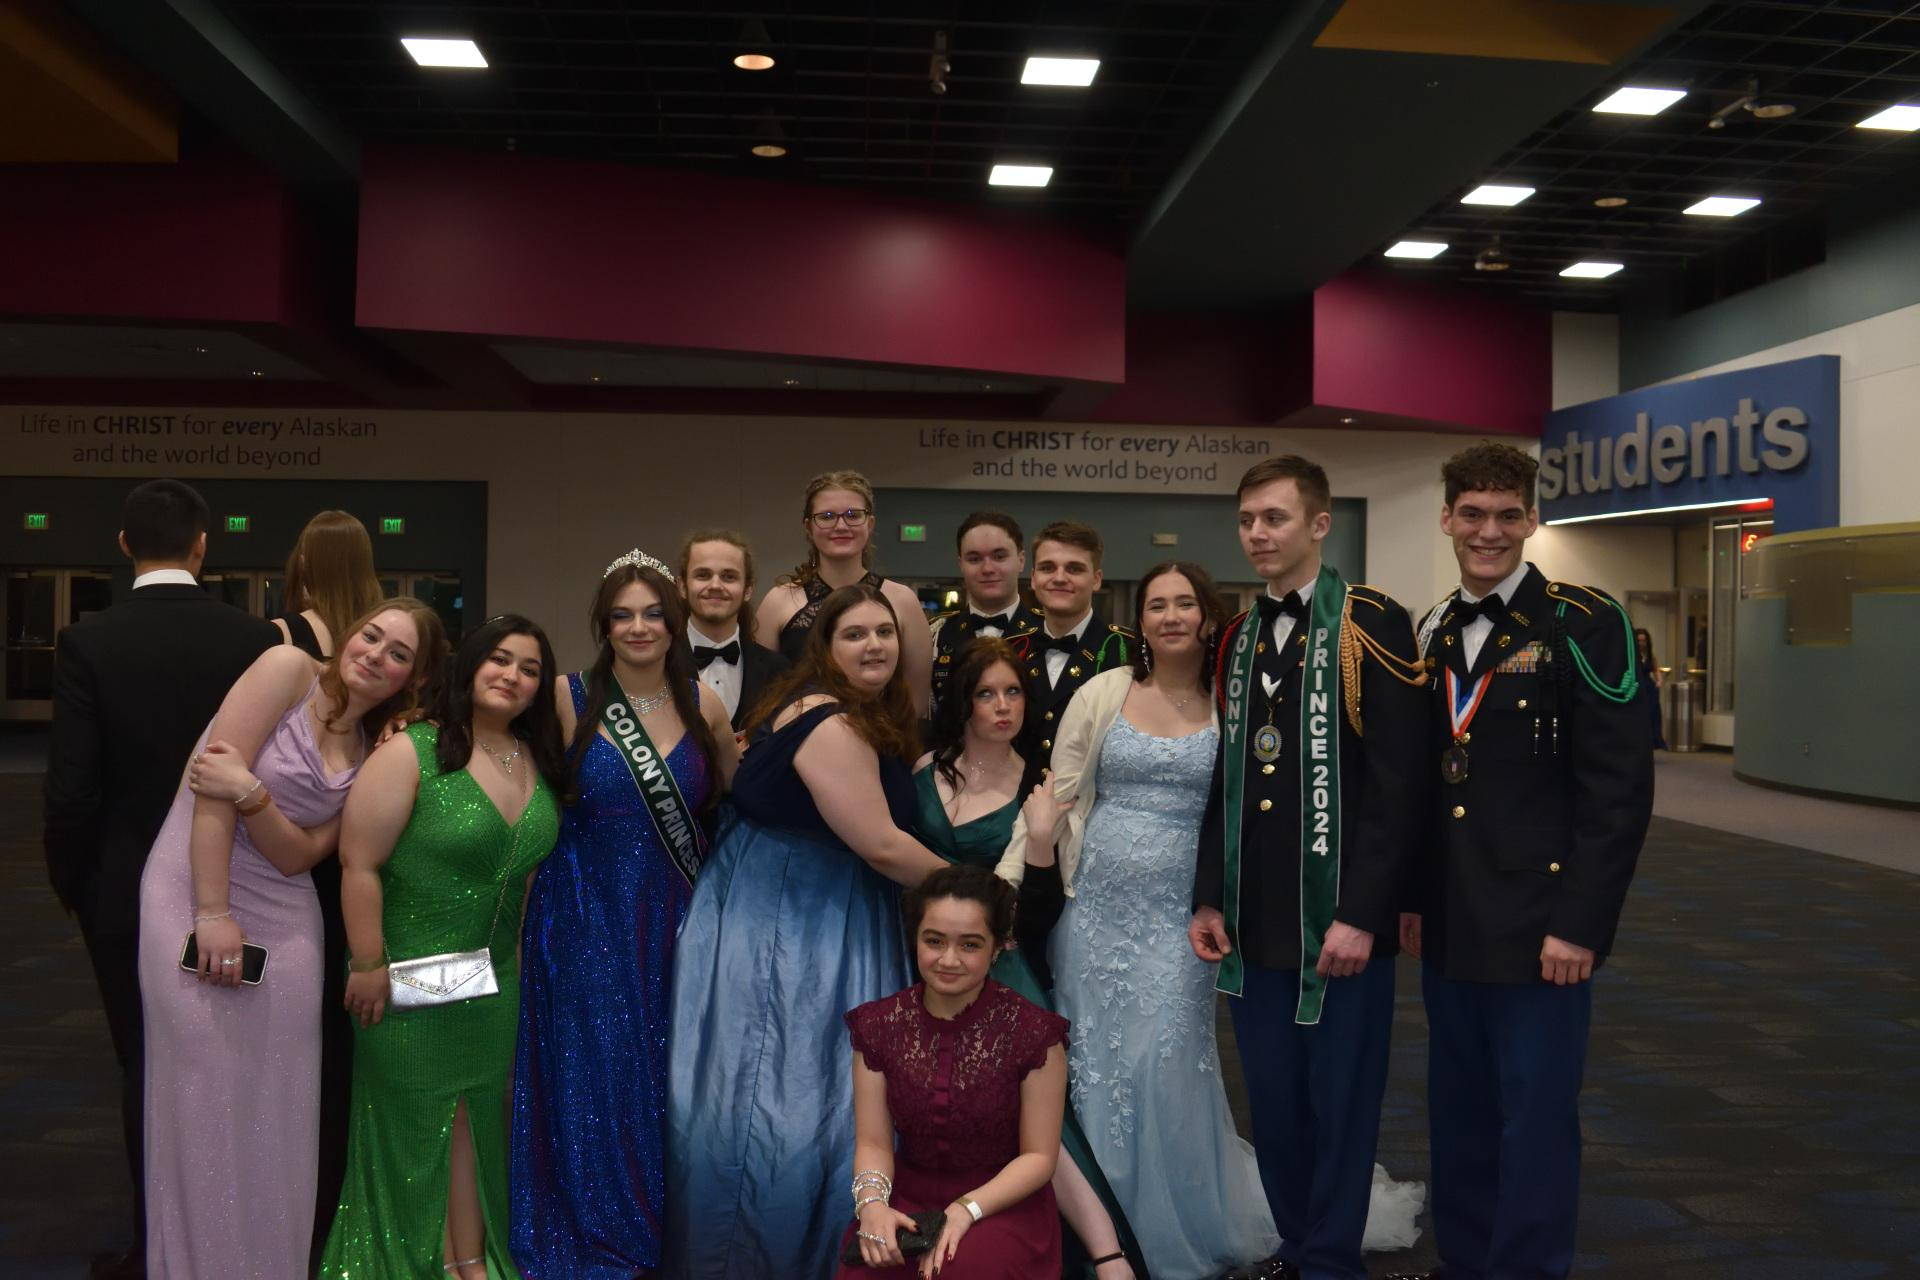 Life in CHRIST for every Alaskan
and the world beyond
Life in CHRIST for every Alaskan
and the world beyond
students
EXIT
EXIT
EXIT
EXIT
COLONY PRINCES
COLONY
PRINCE 2024